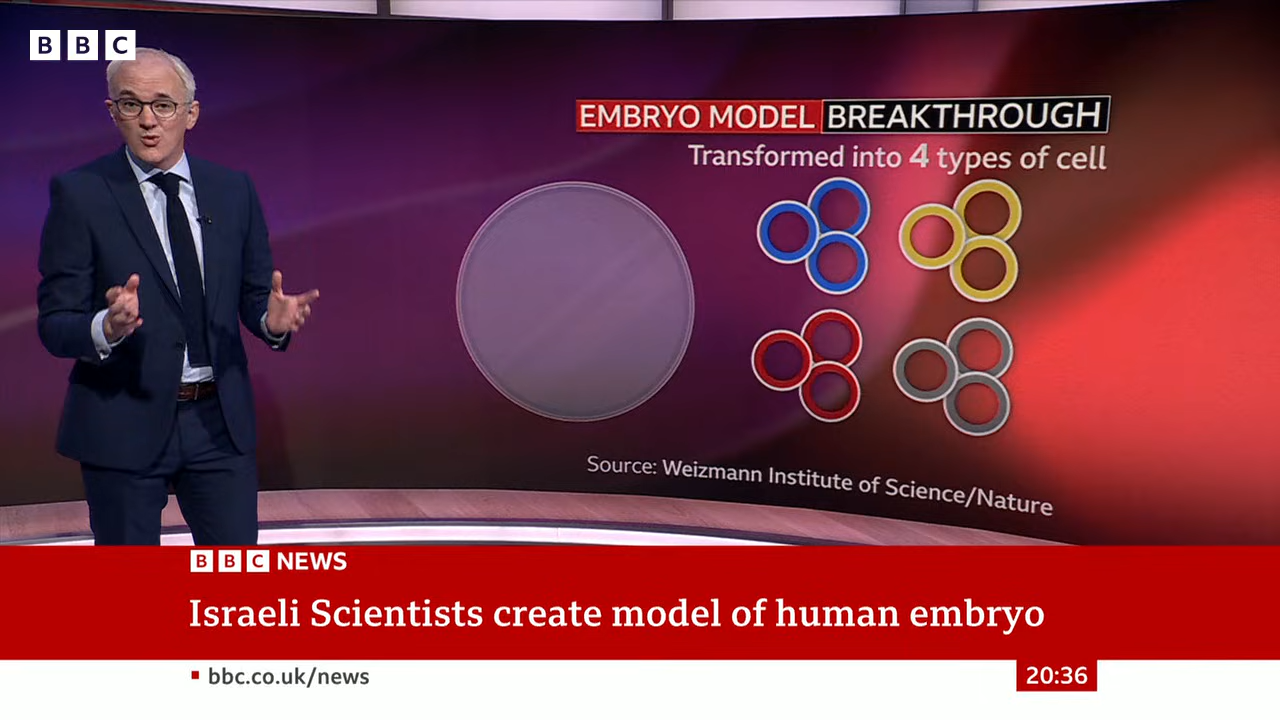 BBC
EMBRYO MODEL BREAKTHROUGH
Transformed into 4 types of cell
Source: Weizmann Institute of Science/Nature
BBC NEWS
Israeli Scientists create model of human embryo
bbc.co.uk/news
20:36